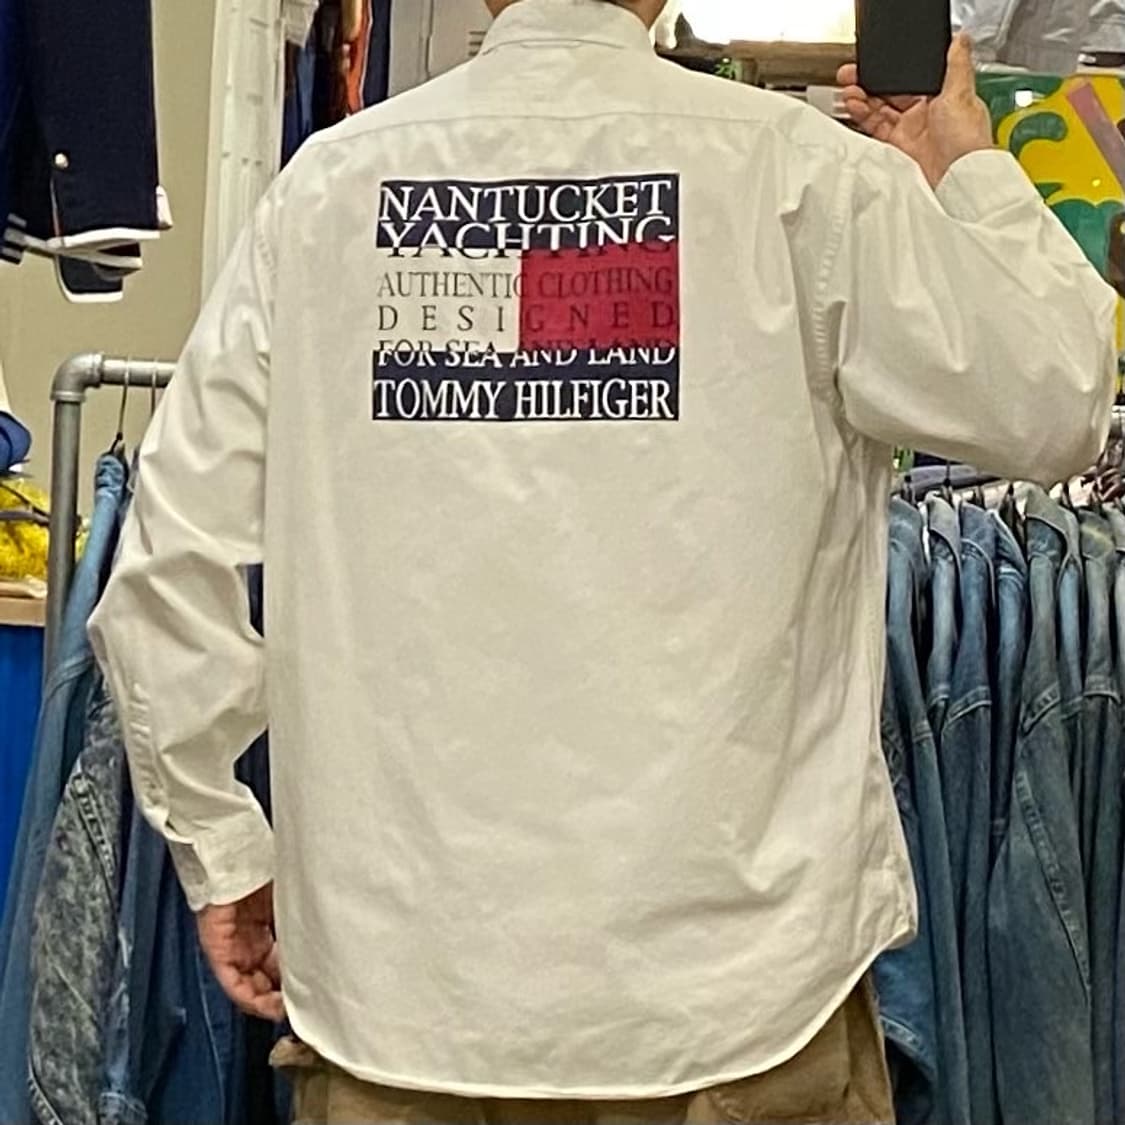 NANTUCKET
YACHTING
AUTHENTIC CLOTHING
DESIGNED
FOR SEA AND LAND
TOMMY HILFIGER